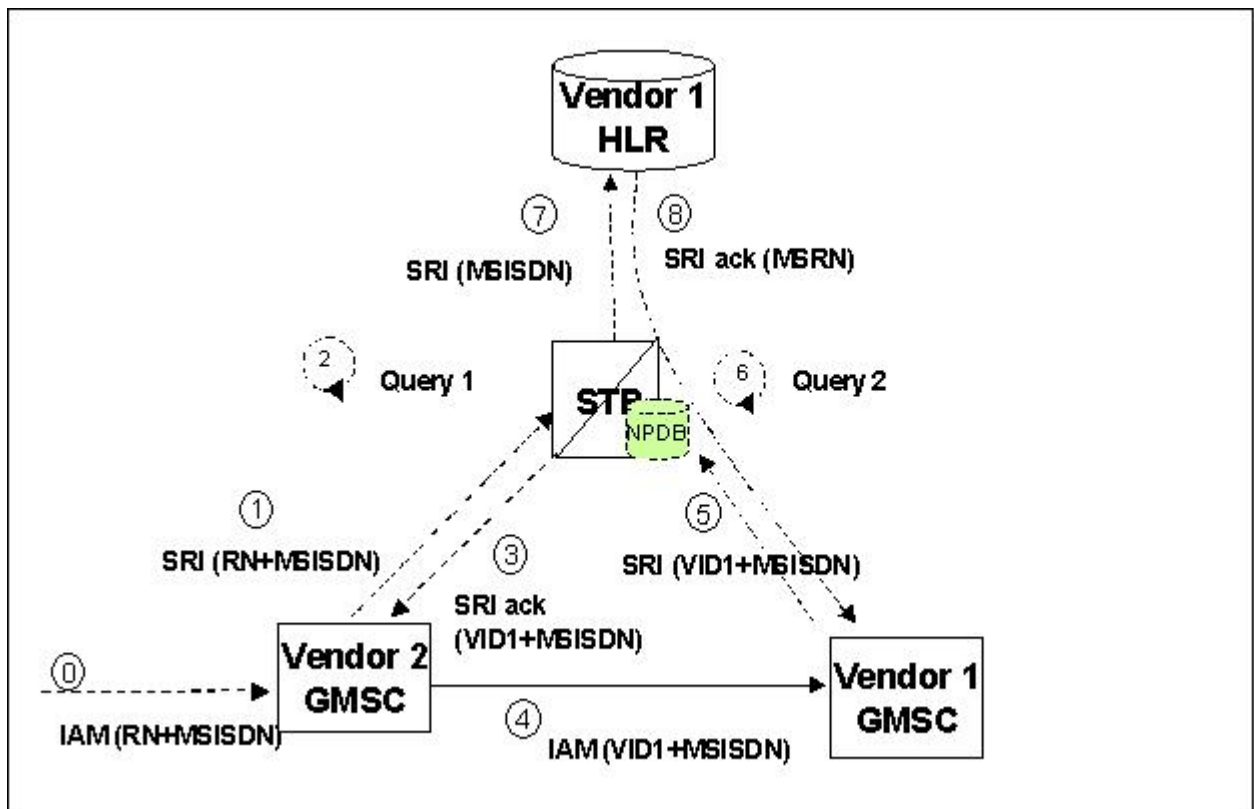 Vendor 1
HLR
7
8
SRI (MSISDN)
SRI ack (MSRN)
2
Query 1
STP
NPDB
6
Query 2
1
SRI (RN+MSISDN)
3
SRI ack
(VID1+MSISDN)
5
SRI (VID1+MSISDN)
0
IAM (RN+MSISDN)
Vendor 2
GMSC
4
IAM (VID1+MSISDN)
Vendor 1
GMSC